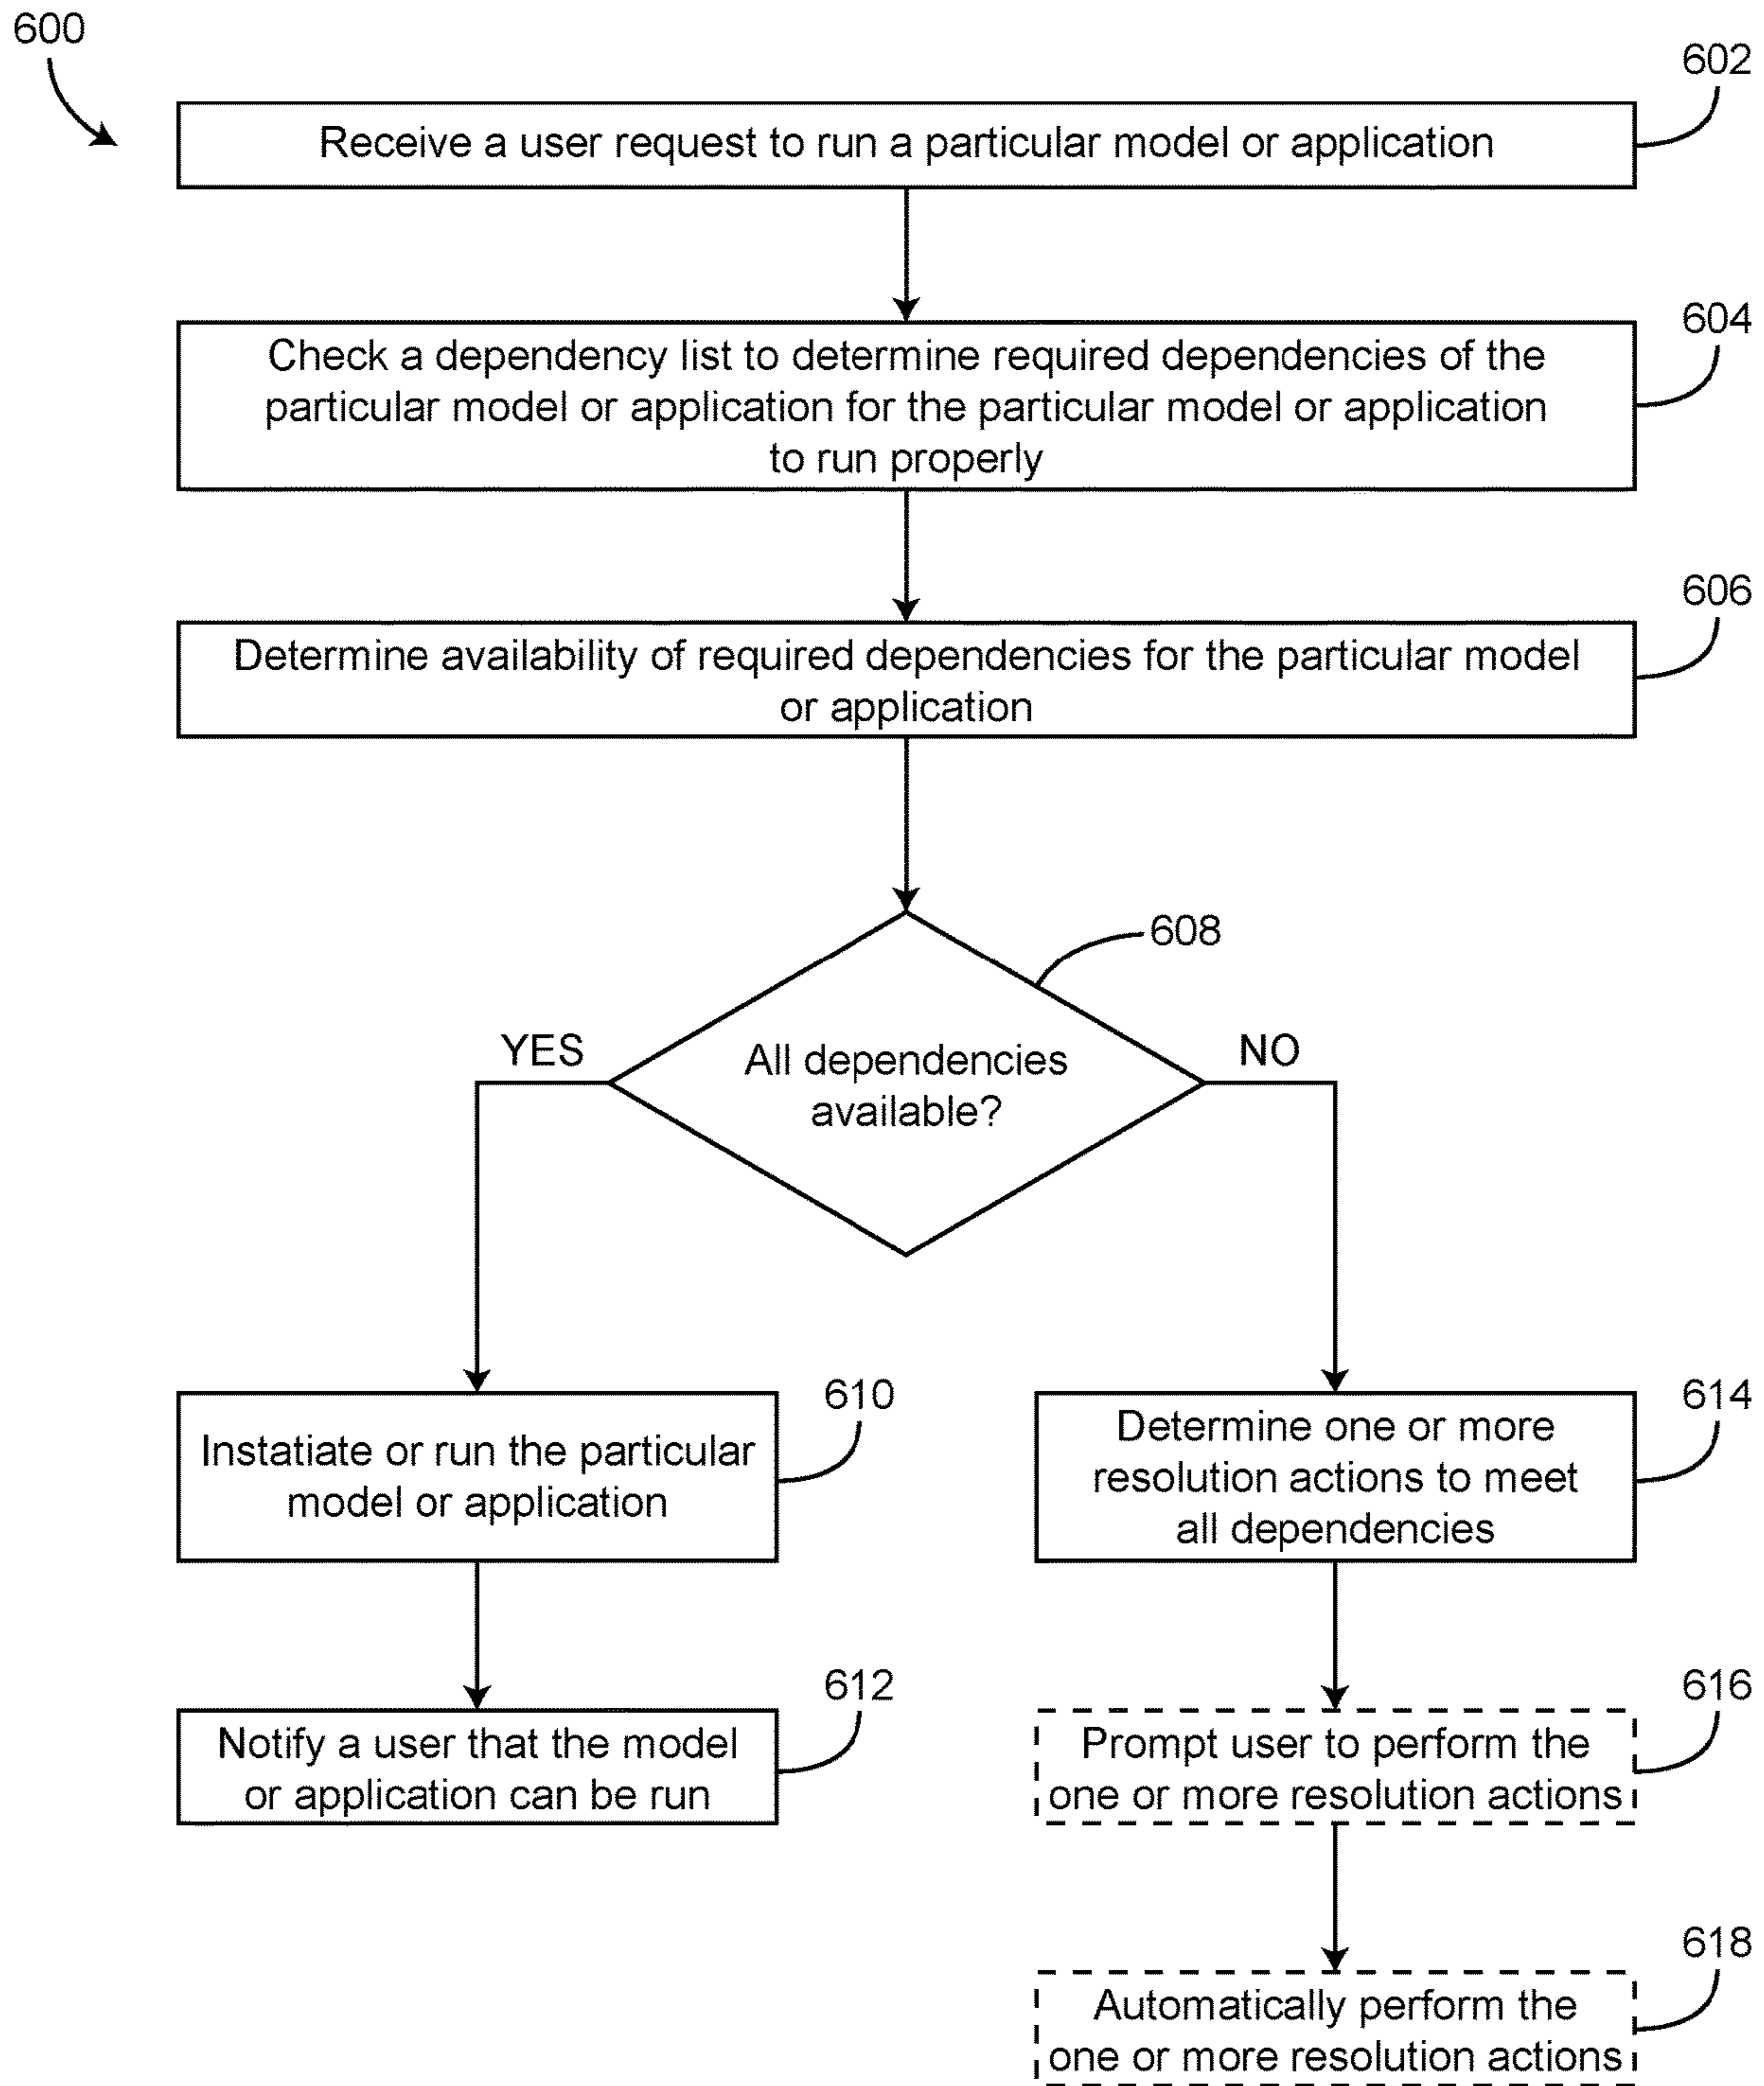 600
602
Receive a user request to run a particular model or application
604
Check a dependency list to determine required dependencies of the
particular model or application for the particular model or application
to run properly
606
Determine availability of required dependencies for the particular model
or application
608
All dependencies
available?
YES
NO
610
Instatiate or run the particular
model or application
614
Determine one or more
resolution actions to meet
all dependencies
612
Notify a user that the model
or application can be run
616
Prompt user to perform the
one or more resolution actions
618
Automatically perform the
one or more resolution actions